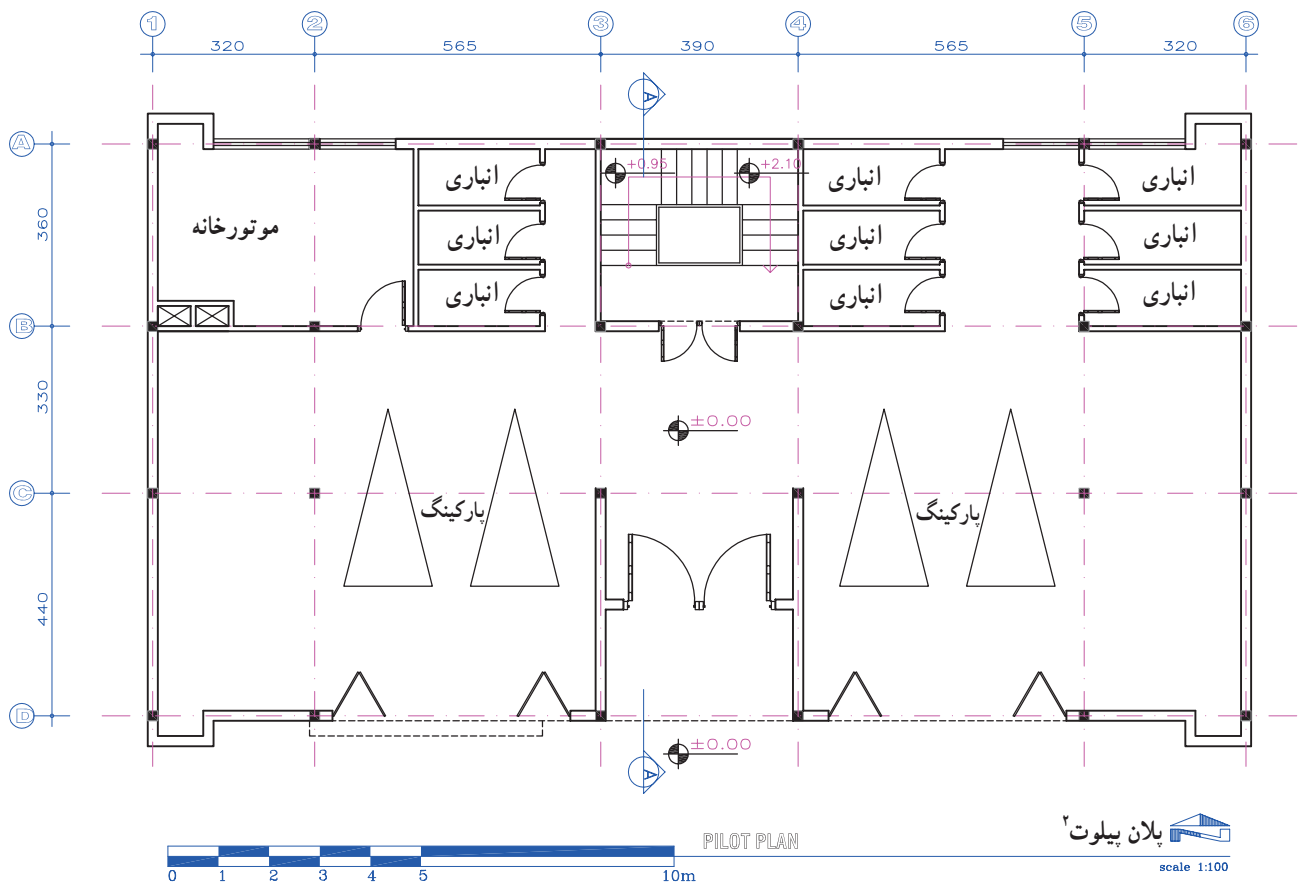 1 2 3 4 5 6
320 565 390 565 320
A
A
+0.95 +2.10
انباری انباری انباری
360
موتورخانه
انباری انباری انباری
انباری انباری انباری
B
330
±0.00
C
پارکینگ پارکینگ
440
D
±0.00
A
پلان پیلوت۲
PILOT PLAN
scale 1:100
0 1 2 3 4 5 10m